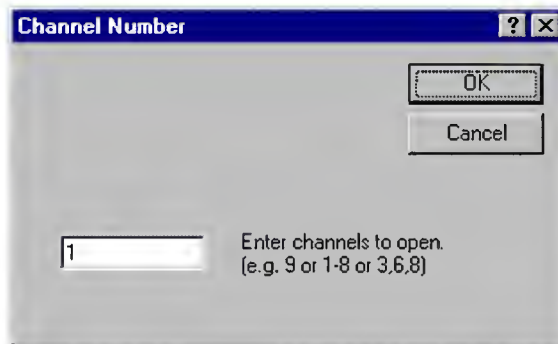 Channel Number
OK
Cancel
1
Enter channels to open.
(e.g. 9 or 1-8 or 3,6,8)